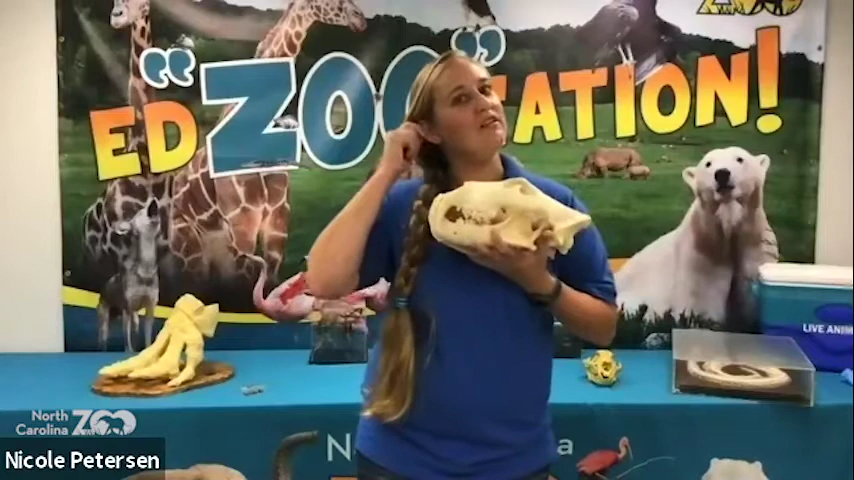 ZOO
"ED ZOO"CATION!
LIVE ANIM
North
Carolina ZOO
N
a
Nicole Petersen